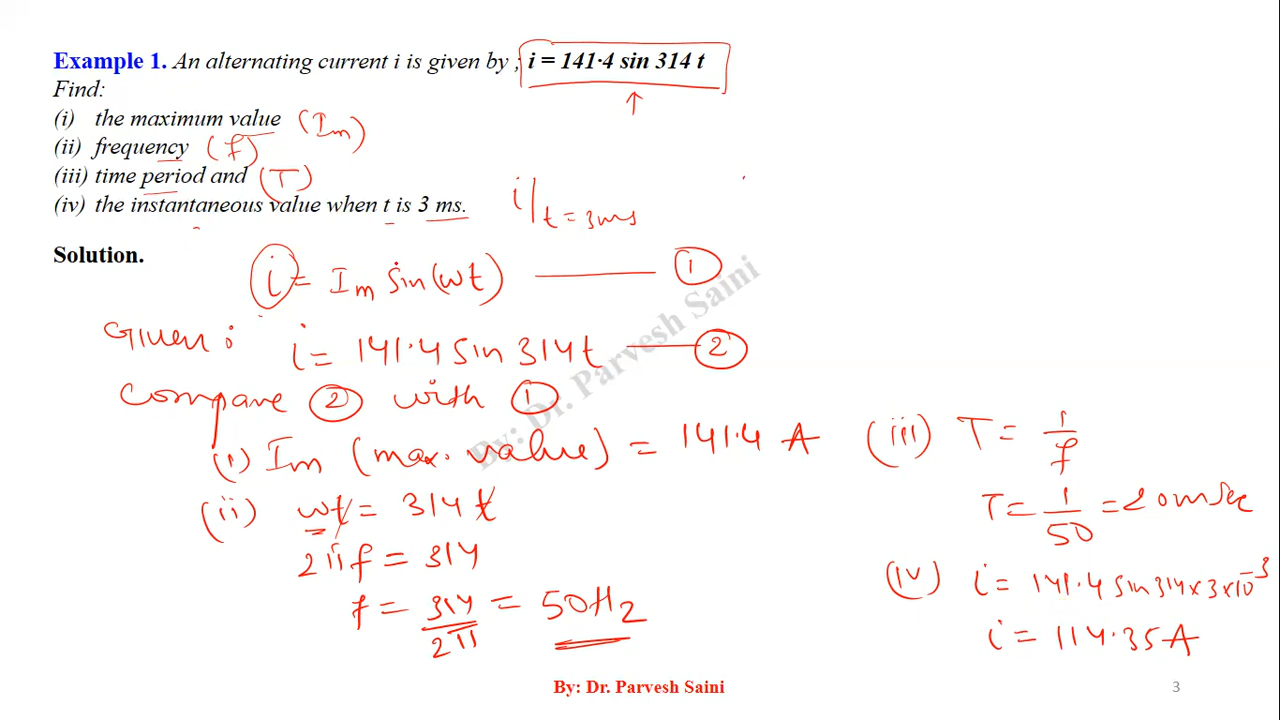 Example 1. An alternating current i is given by ; i = 141·4 sin 314 t
Find:
(i) the maximum value (Im)
(ii) frequency (f)
(iii) time period and (T)
(iv) the instantaneous value when t is 3 ms. i/t=3ms
Solution.
i = Im sin(ωt) ——— ①
Given: i = 141.4 sin 314t —— ②
Compare ② with ①
(i) Im (max. value) = 141.4 A
(ii) ωt = 314 t
2πf = 314
f = 314/2π = 50Hz
(iii) T = 1/f
T = 1/50 = 20 mSec
(iv) i = 141.4 sin 314×3×10⁻³
i = 114.35 A
By: Dr. Parvesh Saini
By: Dr. Parvesh Saini
3